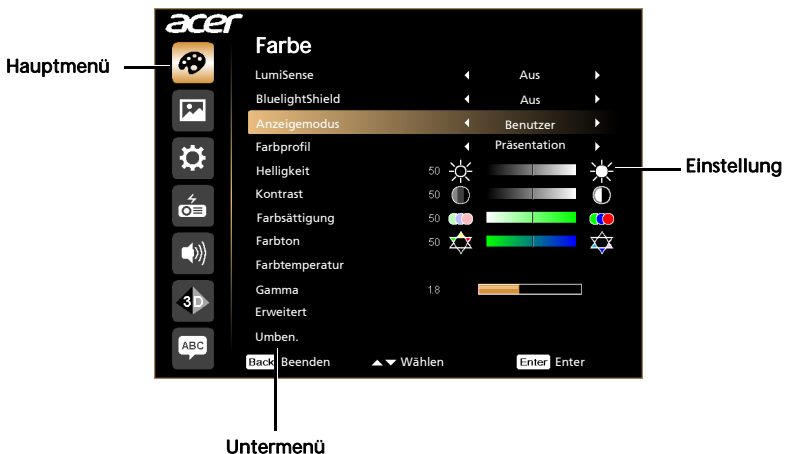 acer
Farbe
Hauptmenü
LumiSense Aus
BluelightShield Aus
Anzeigemodus Benutzer
Farbprofil Präsentation
Helligkeit 50
Einstellung
Kontrast 50
Farbsättigung 50
Farbton 50
Farbtemperatur
Gamma 1.8
3D
Erweitert
Umben.
ABC
Back Beenden Wählen Enter Enter
Untermenü